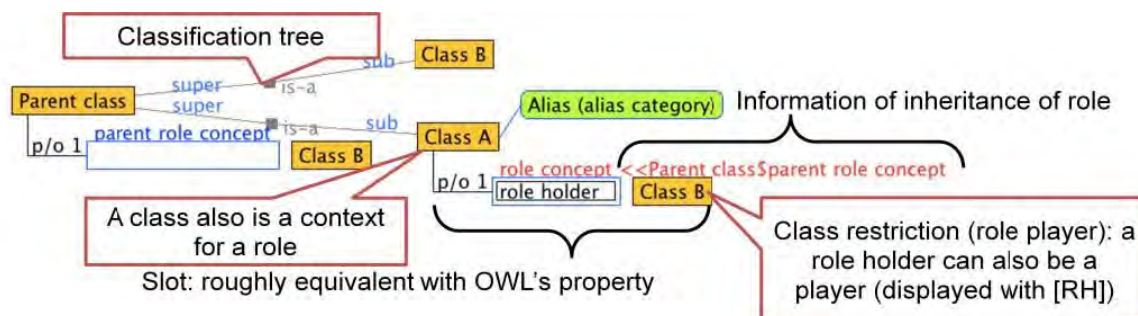 Classification tree
Class B
sub
super
is-a
Parent class
super
Alias (alias category)
Information of inheritance of role
is-a
sub
parent role concept
Class A
p/o 1
Class B
role concept <<Parent class$parent role concept
p/o 1
role holder
Class B
A class also is a context
for a role
Class restriction (role player): a
role holder can also be a
player (displayed with [RH])
Slot: roughly equivalent with OWL's property